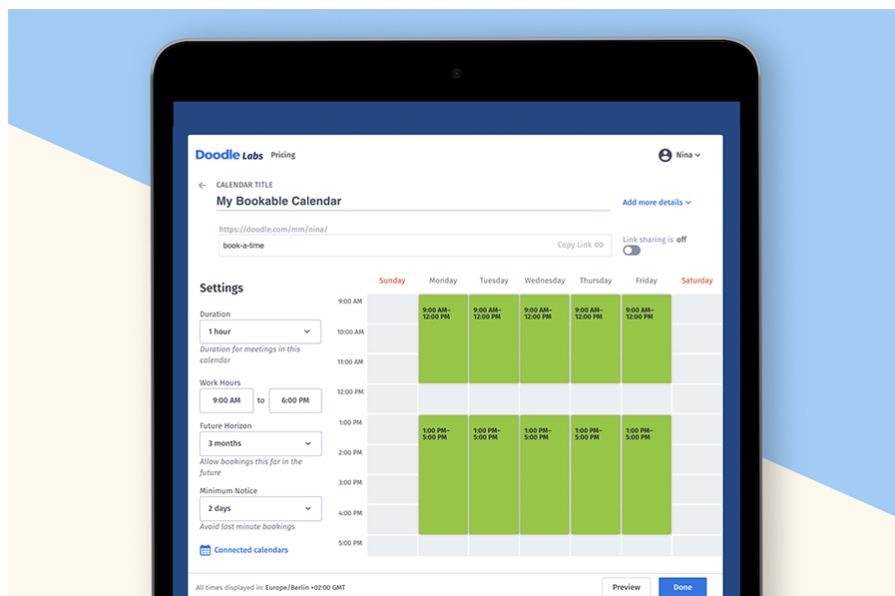 Doodle Labs Pricing
Nina
CALENDAR TITLE
My Bookable Calendar
Add more details
https://doodle.com/mm/nina/
book-a-time
Copy Link
Link sharing is off
Settings
Duration
1 hour
Duration for meetings in this
calendar
Work Hours
9:00 AM to 6:00 PM
Future Horizon
3 months
Allow bookings this far in the
future
Minimum Notice
2 days
Avoid last minute bookings
Connected calendars
Sunday Monday Tuesday Wednesday Thursday Friday Saturday
9:00 AM
10:00 AM
11:00 AM
12:00 PM
1:00 PM
2:00 PM
3:00 PM
4:00 PM
5:00 PM
9:00 AM– 9:00 AM– 9:00 AM– 9:00 AM– 9:00 AM–
12:00 PM 12:00 PM 12:00 PM 12:00 PM 12:00 PM
1:00 PM– 1:00 PM– 1:00 PM– 1:00 PM– 1:00 PM–
5:00 PM 5:00 PM 5:00 PM 5:00 PM 5:00 PM
All times displayed in: Europe/Berlin +02:00 GMT
Preview
Done